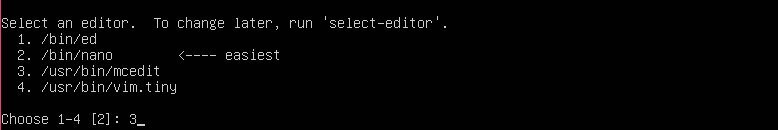 Select an editor.  To change later, run 'select-editor'.
  1. /bin/ed
  2. /bin/nano        <---- easiest
  3. /usr/bin/mcedit
  4. /usr/bin/vim.tiny
Choose 1-4 [2]: 3_